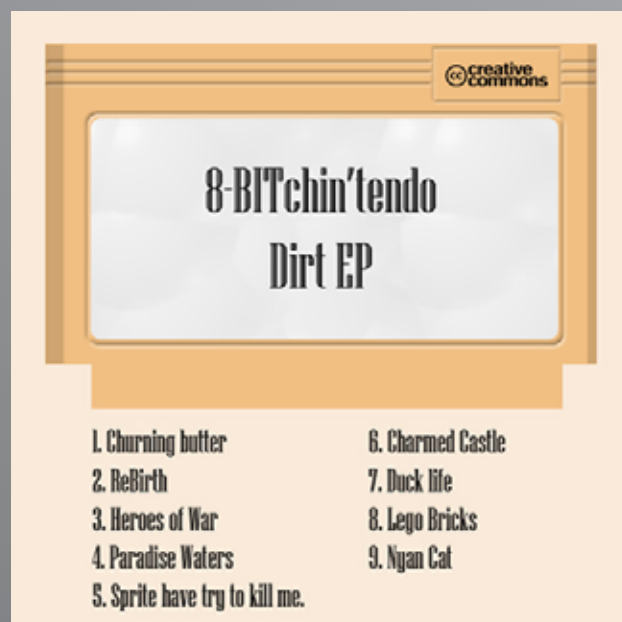 cc creative
commons
8-BITchin'tendo
Dirt EP
1. Churning butter
2. ReBirth
3. Heroes of War
4. Paradise Waters
5. Sprite have try to kill me.
6. Charmed Castle
7. Duck life
8. Lego Bricks
9. Nyan Cat